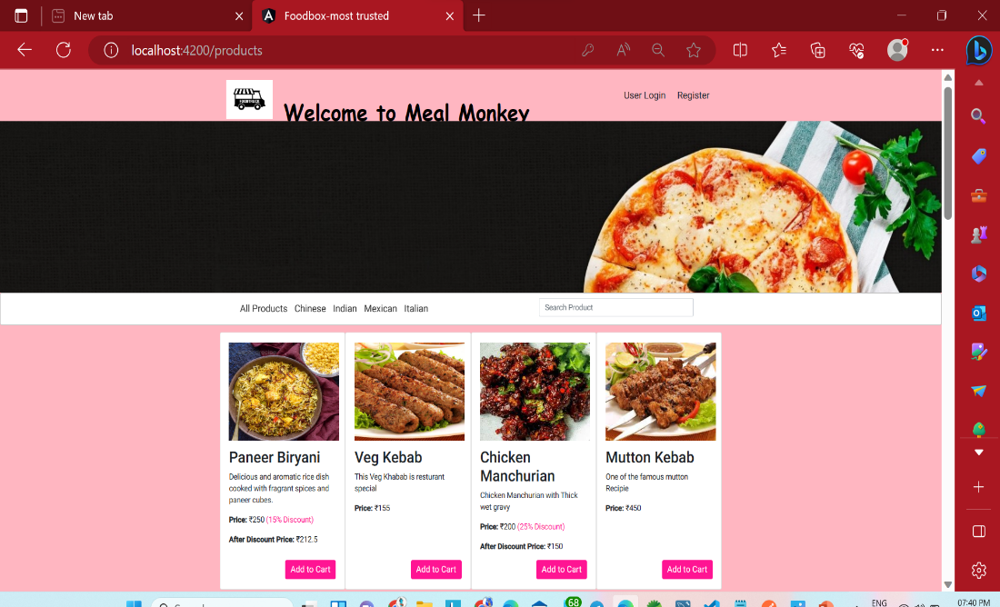 New tab
Foodbox-most trusted
localhost:4200/products
User Login Register
Welcome to Meal Monkey
All Products Chinese Indian Mexican Italian
Search Product
Paneer Biryani
Delicious and aromatic rice dish
cooked with fragrant spices and
paneer cubes.
Price: ₹250 (15% Discount)
After Discount Price: ₹212.5
Add to Cart
Veg Kebab
This Veg Khabab is resturant
special
Price: ₹155
Add to Cart
Chicken
Manchurian
Chicken Manchurian with Thick
wet gravy
Price: ₹200 (25% Discount)
After Discount Price: ₹150
Add to Cart
Mutton Kebab
One of the famous mutton
Recipie
Price: ₹450
Add to Cart
68
ENG
07:40 PM